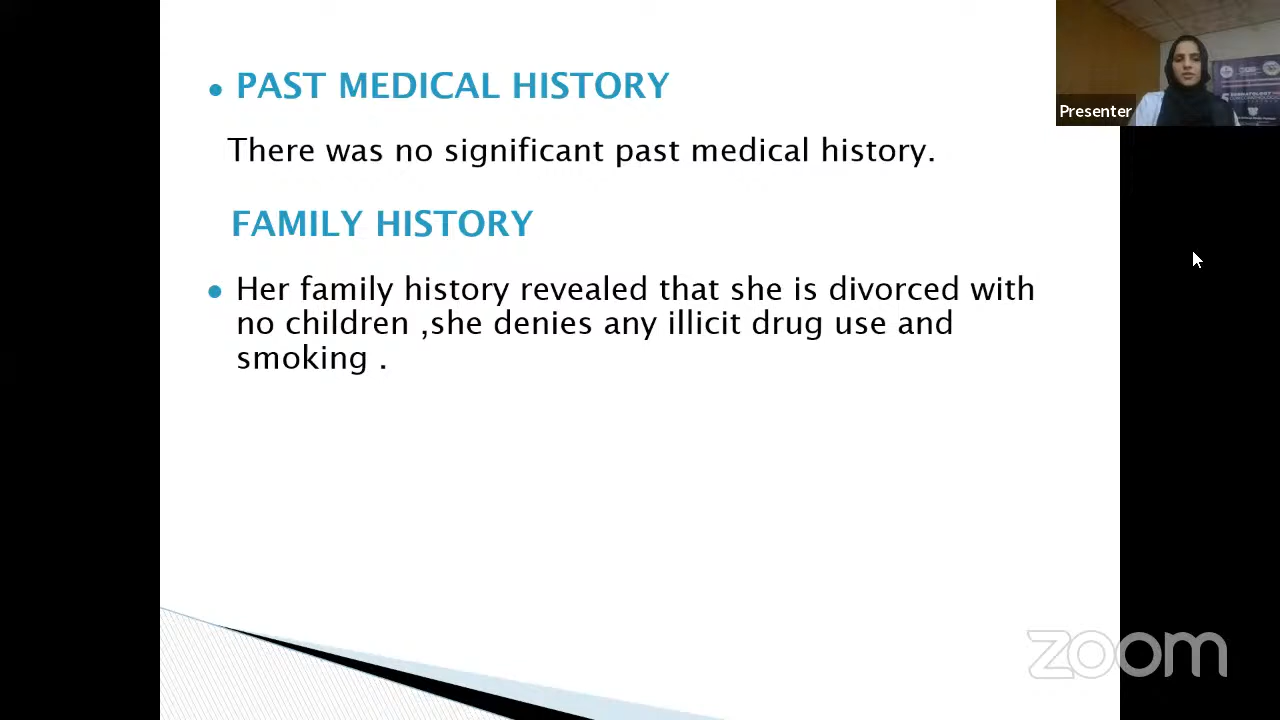 • PAST MEDICAL HISTORY
There was no significant past medical history.
FAMILY HISTORY
• Her family history revealed that she is divorced with
no children ,she denies any illicit drug use and
smoking .
Presenter
zoom